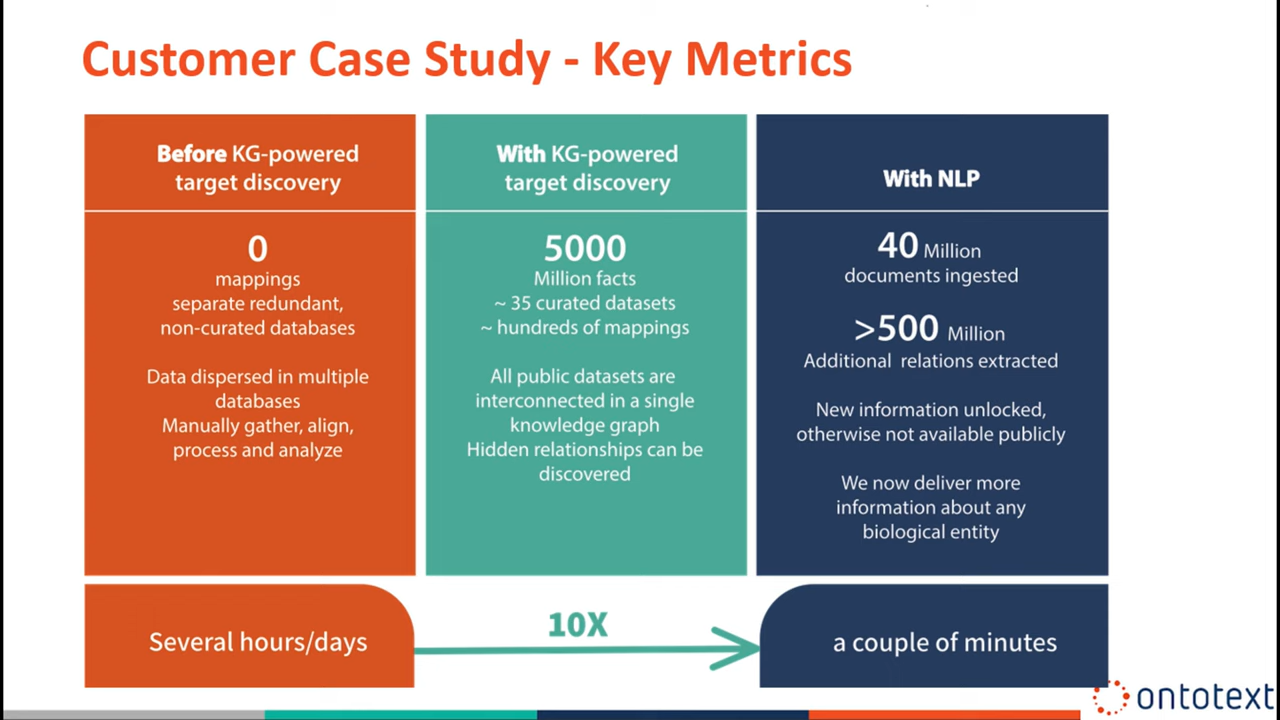 Customer Case Study - Key Metrics
Before KG-powered
target discovery
0
mappings
separate redundant,
non-curated databases
Data dispersed in multiple
databases
Manually gather, align,
process and analyze
With KG-powered
target discovery
5000
Million facts
~ 35 curated datasets
~ hundreds of mappings
All public datasets are
interconnected in a single
knowledge graph
Hidden relationships can be
discovered
With NLP
40 Million
documents ingested
>500 Million
Additional relations extracted
New information unlocked,
otherwise not available publicly
We now deliver more
information about any
biological entity
Several hours/days
10X
a couple of minutes
ontotext